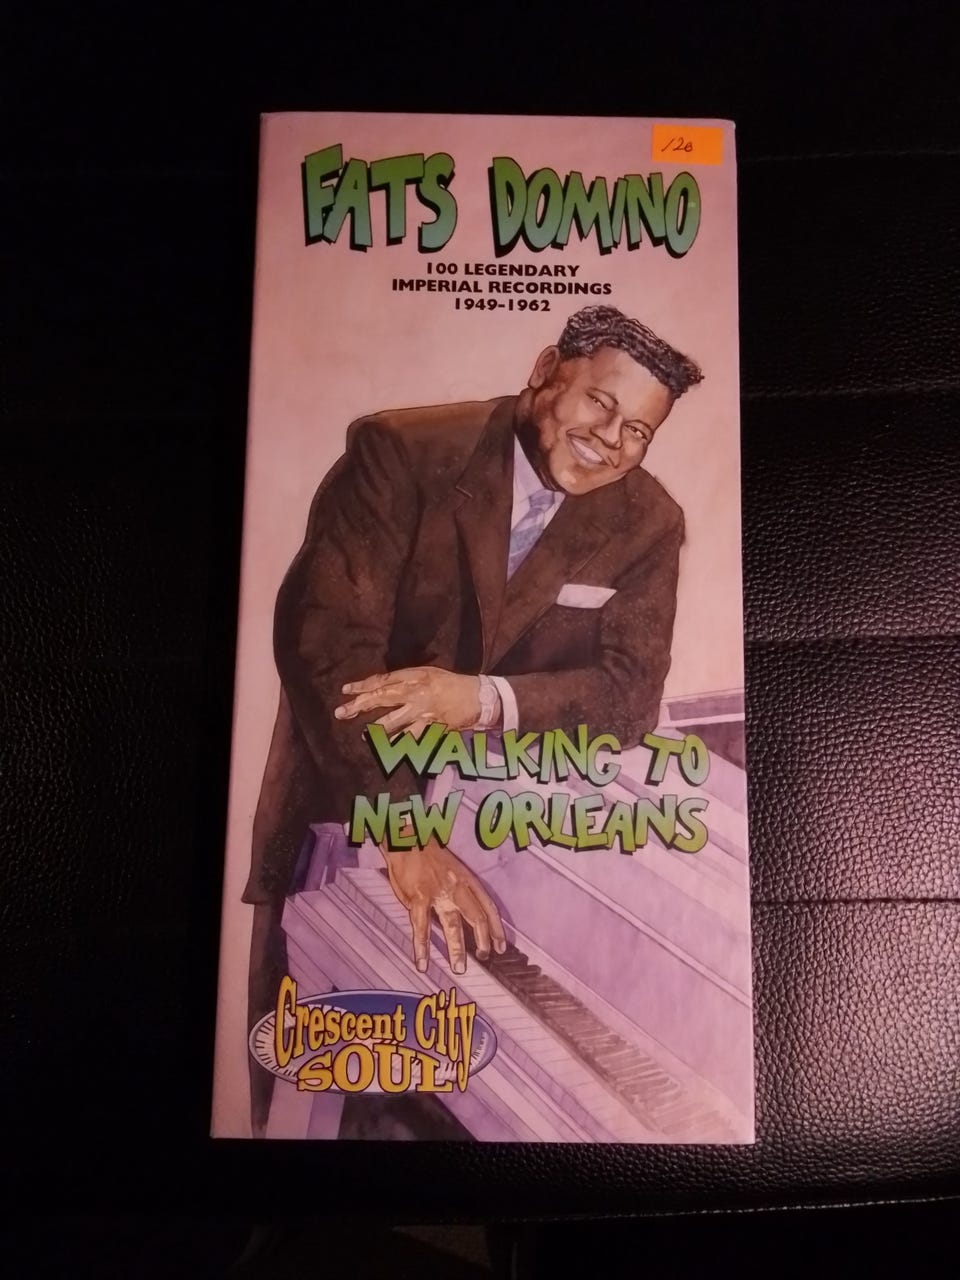 120
FATS DOMINO
100 LEGENDARY
IMPERIAL RECORDINGS
1949-1962
WALKING TO
NEW ORLEANS
Crescent City
SOUL